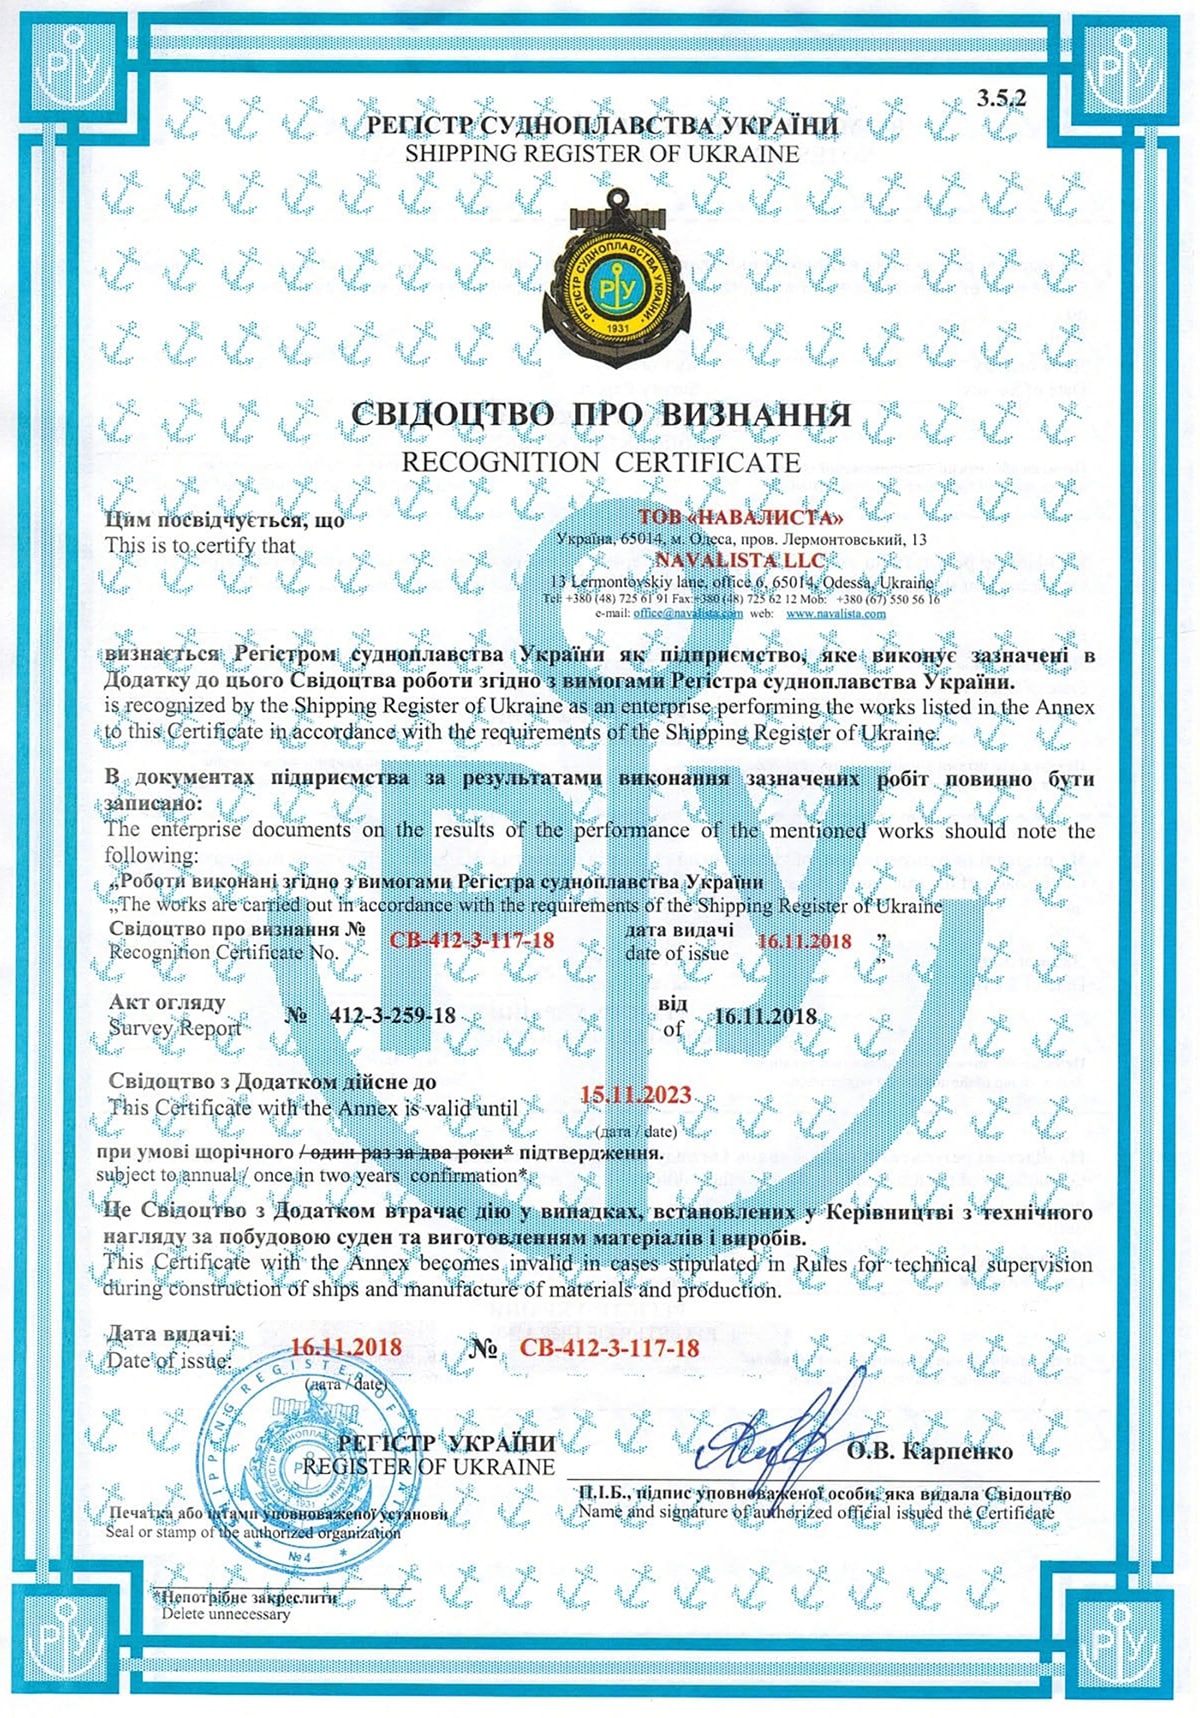 3.5.2
РЕГІСТР СУДНОПЛАВСТВА УКРАЇНИ
SHIPPING REGISTER OF UKRAINE
РЕГІСТР СУДНОПЛАВСТВА УКРАЇНИ
РУ
1931
СВІДОЦТВО ПРО ВИЗНАННЯ
RECOGNITION CERTIFICATE
Цим посвідчується, що
This is to certify that
ТОВ «НАВАЛИСТА»
Україна, 65014, м. Одеса, пров. Лермонтовський, 13
NAVALISTA LLC
13 Lermontovskiy lane, office 6, 65014, Odessa, Ukraine
Tel: +380 (48) 725 61 91 Fax:+380 (48) 725 62 12 Mob: +380 (67) 550 56 16
e-mail: office@navalista.com web: www.navalista.com
визнається Регістром судноплавства України як підприємство, яке виконує зазначені в
Додатку до цього Свідоцтва роботи згідно з вимогами Регістра судноплавства України.
is recognized by the Shipping Register of Ukraine as an enterprise performing the works listed in the Annex
to this Certificate in accordance with the requirements of the Shipping Register of Ukraine.
В документах підприємства за результатами виконання зазначених робіт повинно бути
записано:
The enterprise documents on the results of the performance of the mentioned works should note the
following:
„Роботи виконані згідно з вимогами Регістра судноплавства України
„The works are carried out in accordance with the requirements of the Shipping Register of Ukraine
Свідоцтво про визнання № СВ-412-3-117-18 дата видачі 16.11.2018 ”
Recognition Certificate No. date of issue ”
Акт огляду № 412-3-259-18 від 16.11.2018
Survey Report of
Свідоцтво з Додатком дійсне до 15.11.2023
This Certificate with the Annex is valid until
(дата / date)
при умові щорічного / один раз за два роки* підтвердження.
subject to annual / once in two years confirmation*
Це Свідоцтво з Додатком втрачає дію у випадках, встановлених у Керівництві з технічного
нагляду за побудовою суден та виготовленням матеріалів і виробів.
This Certificate with the Annex becomes invalid in cases stipulated in Rules for technical supervision
during construction of ships and manufacture of materials and production.
Дата видачі: 16.11.2018 № СВ-412-3-117-18
Date of issue:
(дата / date)
SHIPPING REGISTER OF UKRAINE
РЕГІСТР УКРАЇНИ
REGISTER OF UKRAINE
О.В. Карпенко
П.І.Б., підпис уповноваженої особи, яка видала Свідоцтво
Name and signature of authorized official issued the Certificate
Печатка або штамп уповноваженої установи
Seal or stamp of the authorized organization
№ 4
*Непотрібне закреслити
Delete unnecessary